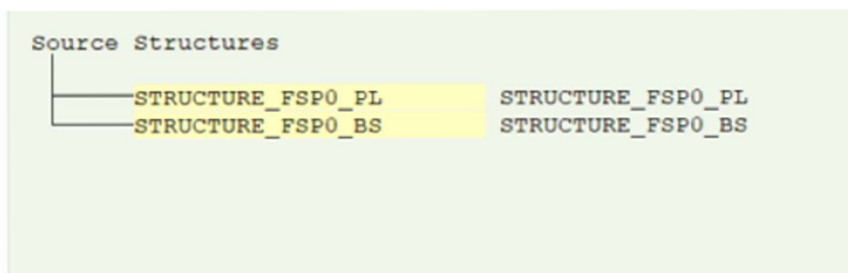 Source Structures
STRUCTURE_FSP0_PL STRUCTURE_FSP0_PL
STRUCTURE_FSP0_BS STRUCTURE_FSP0_BS